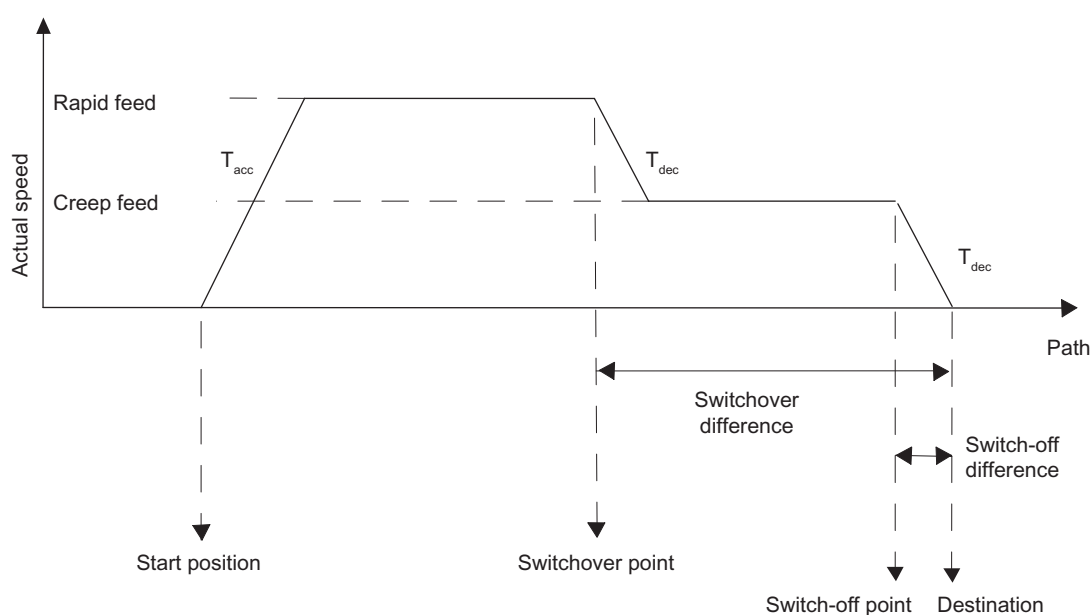 Actual speed
Rapid feed
T_acc
T_dec
Creep feed
T_dec
Path
Switchover
difference
Switch-off
difference
Start position
Switchover point
Switch-off point
Destination